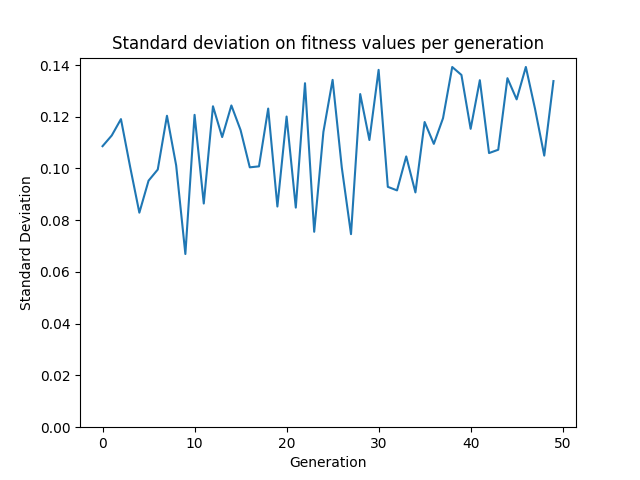 Standard deviation on fitness values per generation
0.14
0.12
0.10
0.08
0.06
0.04
0.02
0.00
Standard Deviation
0 10 20 30 40 50
Generation